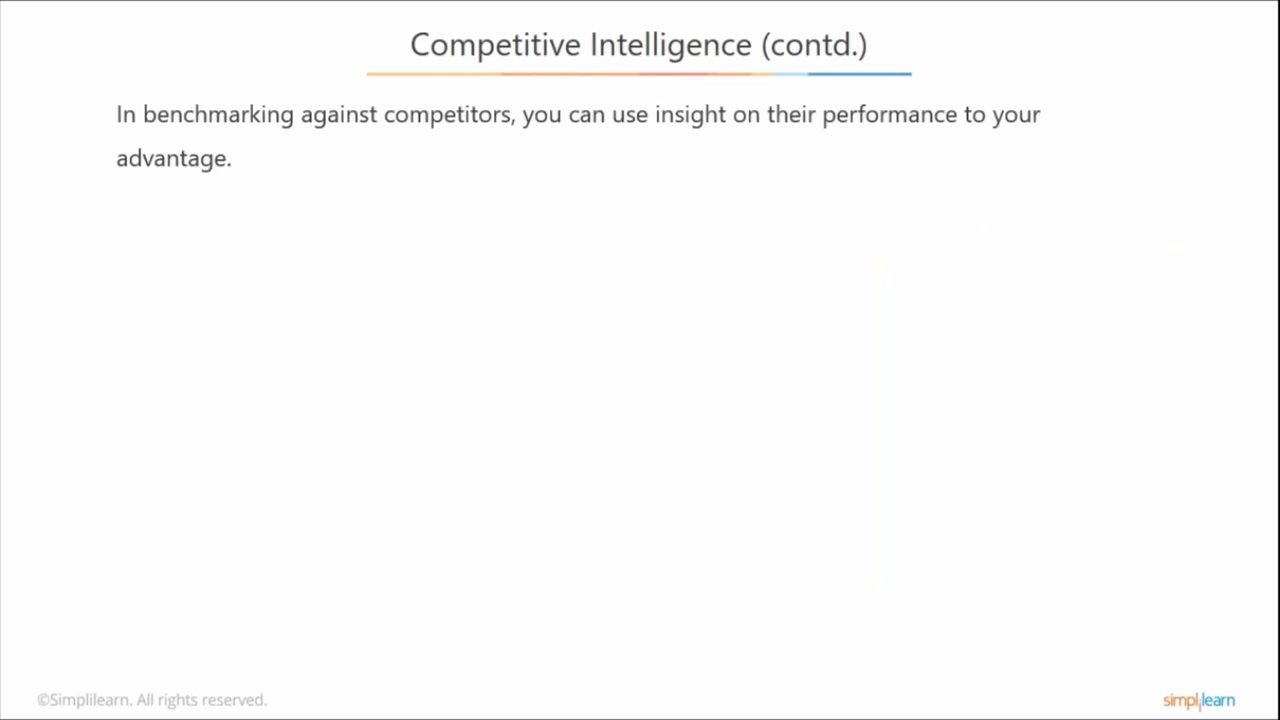 Competitive Intelligence (contd.)
In benchmarking against competitors, you can use insight on their performance to your
advantage.
©Simplilearn. All rights reserved.
simplilearn